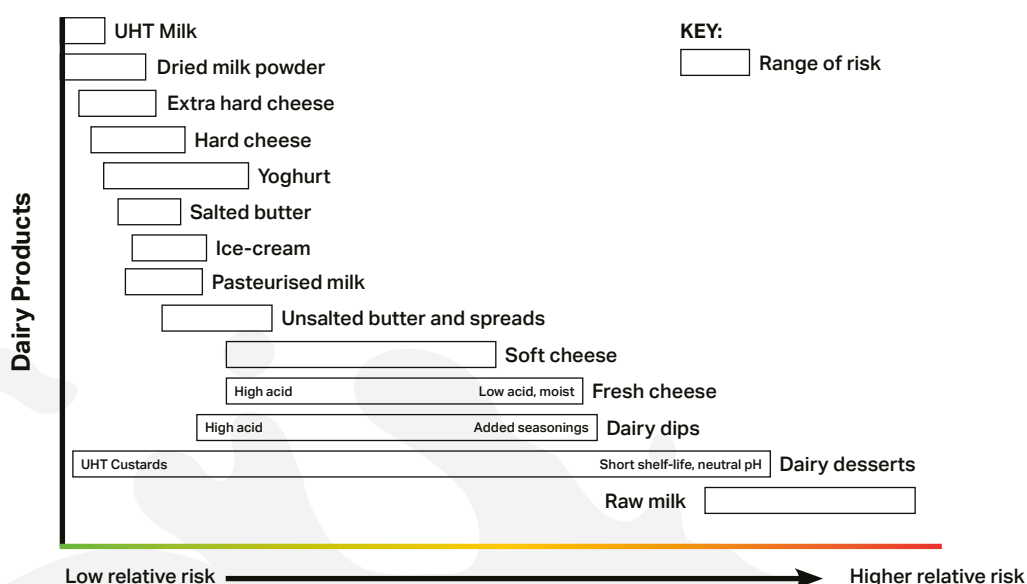 UHT Milk
KEY:
Dried milk powder
Range of risk
Extra hard cheese
Hard cheese
Yoghurt
Salted butter
Ice-cream
Pasteurised milk
Unsalted butter and spreads
Soft cheese
High acid Low acid, moist Fresh cheese
High acid Added seasonings Dairy dips
UHT Custards Short shelf-life, neutral pH Dairy desserts
Raw milk
Dairy Products
Low relative risk Higher relative risk